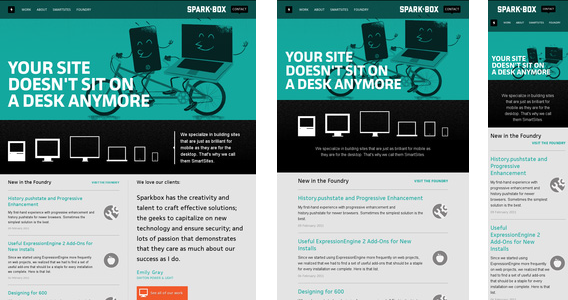 WORK ABOUT SMARTSITES FOUNDRY
SPARK·BOX
CONTACT
YOUR SITE
DOESN'T SIT ON
A DESK ANYMORE
We specialize in building sites
that are just as brilliant for
mobile as they are for the
desktop. That's why we call
them SmartSites.
New in the Foundry
VISIT THE FOUNDRY
History.pushstate and Progressive
Enhancement
My first-hand experience with enhancement and
history.pushstate for newer browsers. Sometimes the
simplest solution is the best.
Useful ExpressionEngine 2 Add-Ons for New
Installs
Since we started using ExpressionEngine more frequently
on web projects, we realized that we had to find a set of
useful add-ons that should be a staple for every installation
we complete. Here is that list.
Designing for 600
We love our clients:
Sparkbox has the creativity and
talent to craft effective solutions;
the geeks to capitalize on new
technology and ensure security; and
lots of passion that demonstrates
that they care as much about our
success as I do.
Emily Gray
See all of our work
WORK ABOUT SMARTSITES FOUNDRY
SPARK·BOX
CONTACT
YOUR SITE
DOESN'T SIT ON
A DESK ANYMORE
We specialize in building sites that are just as brilliant for mobile as they
are for the desktop. That's why we call them SmartSites.
New in the Foundry
VISIT THE FOUNDRY
History.pushstate and Progressive Enhancement
My first-hand experience with enhancement and
history.pushstate for newer browsers. Sometimes the simplest solution is the
best.
Useful ExpressionEngine 2 Add-Ons for New
Installs
Since we started using ExpressionEngine more frequently on web projects,
we realized that we had to find a set of useful add-ons that should be a staple
for every installation we complete. Here is that list.
Designing for 600
SPARK·BOX
CONTACT
WORK ABOUT SMARTSITES FOUNDRY
YOUR SITE
DOESN'T SIT ON
A DESK ANYMORE
We specialize in building sites
that are just as brilliant for
mobile as they are for the
desktop. That's why we call
them SmartSites.
New in the Foundry
VISIT THE FOUNDRY
History.pushstate and
Progressive
Enhancement
My first-hand experience with
enhancement and
history.pushstate for newer
browsers. Sometimes the
simplest solution is the best.
Useful
ExpressionEngine 2
Add-Ons for New
Installs
Since we started using
ExpressionEngine more
frequently on web projects, we
realized that we had to find a
set of useful add-ons that
should be a staple for every
installation we complete. Here
is that list.